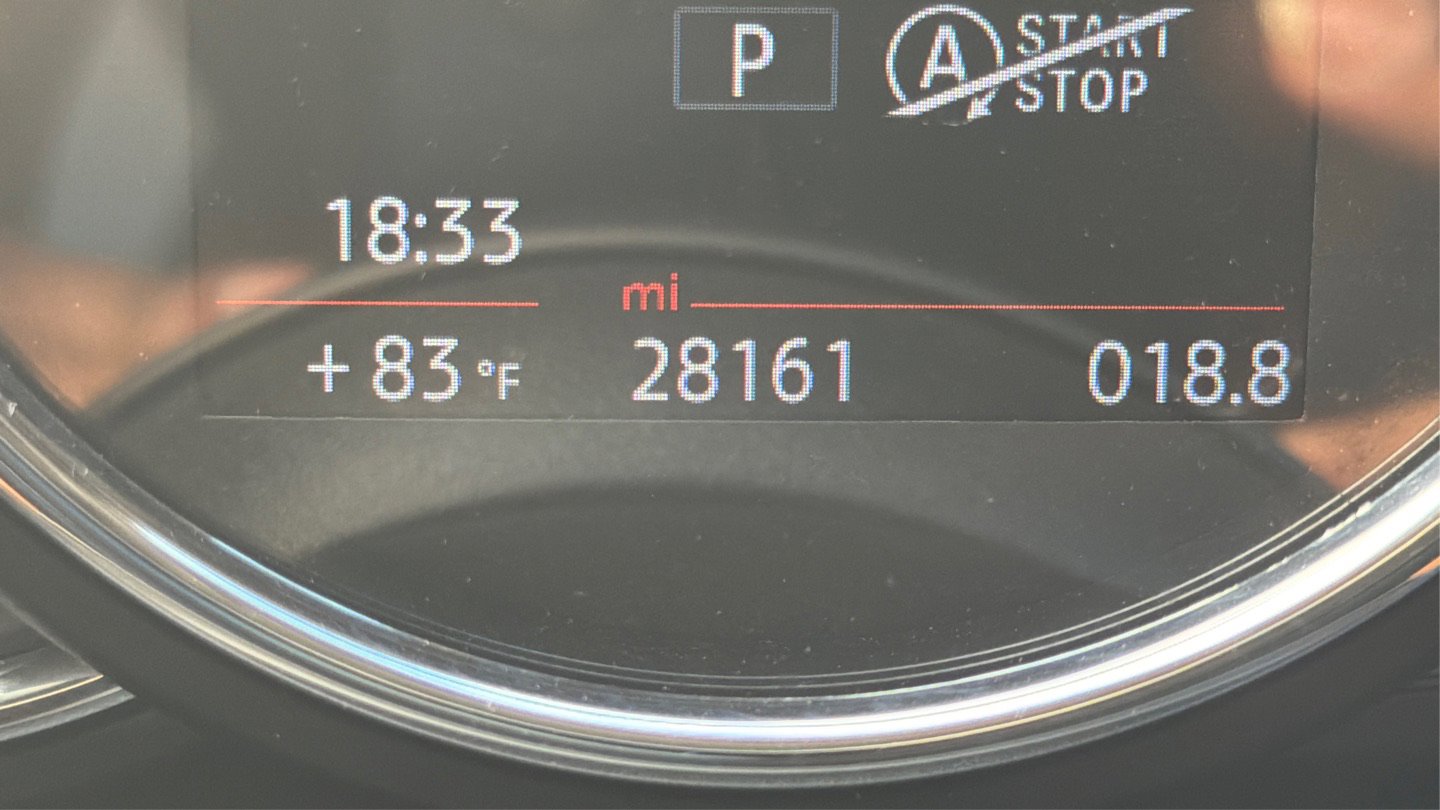 P A START
STOP
18:33
mi
+83 °F 28161 018.8